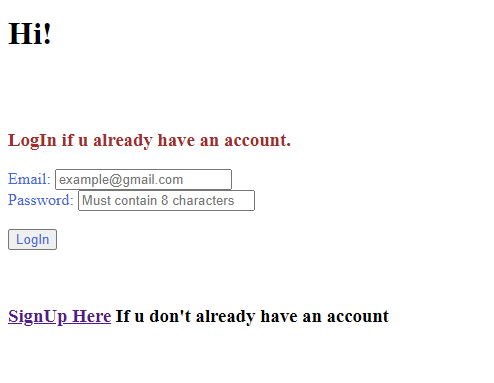 Hi!
LogIn if u already have an account.
Email: example@gmail.com
Password: Must contain 8 characters
LogIn
SignUp Here If u don't already have an account